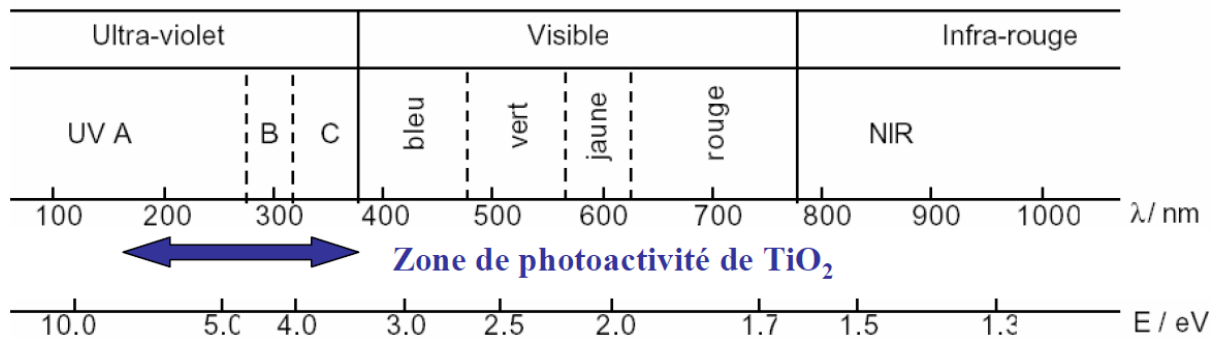 Ultra-violet Visible Infra-rouge
UV A B C bleu vert jaune rouge NIR
100 200 300 400 500 600 700 800 900 1000 λ/ nm
Zone de photoactivité de TiO₂
10.0 5.0 4.0 3.0 2.5 2.0 1.7 1.5 1.3 E / eV